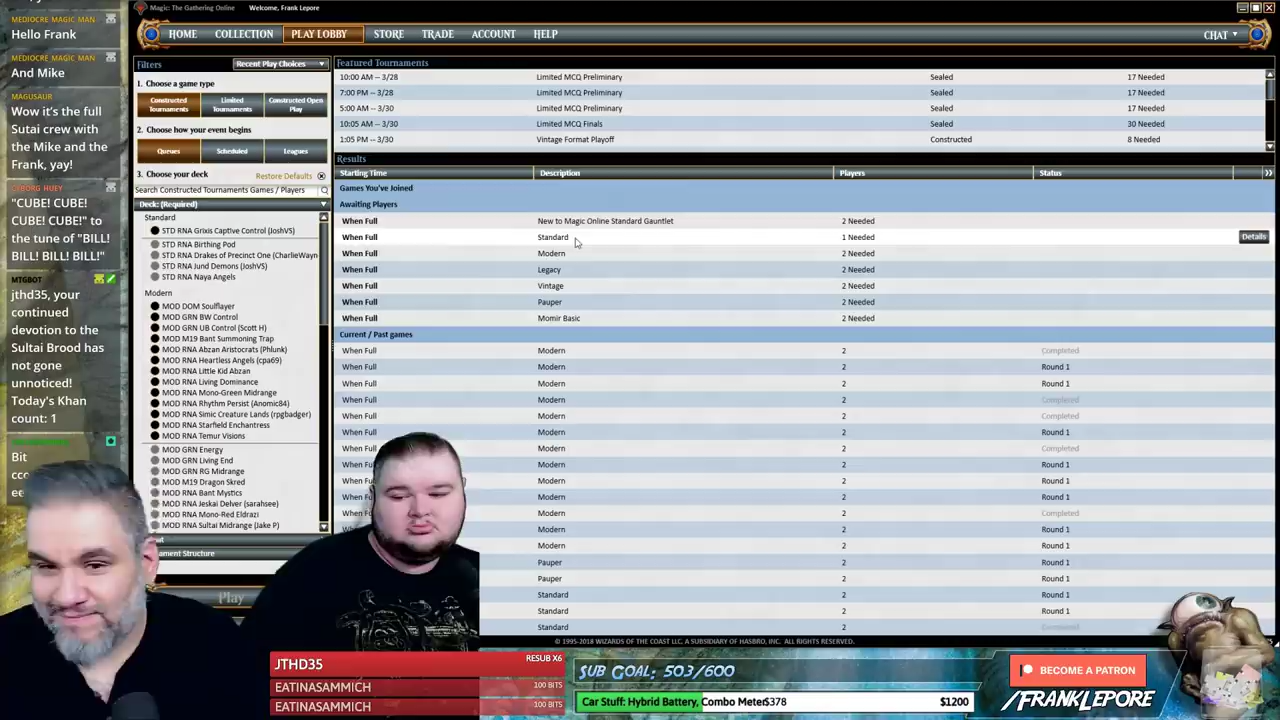 MEDIOCRE MAGIC MAN
Hello Frank
MEDIOCRE MAGIC MAN
And Mike
MAGUSAUR
Wow it's the full
Sutai crew with
the Mike and the
Frank, yay!
CYBORG HUEY
"CUBE! CUBE!
CUBE! CUBE!" to
the tune of "BILL!
BILL! BILL! BILL!"
MTGBOT
jthd35, your
continued
devotion to the
Sultai Brood has
not gone
unnoticed!
Today's Khan
count: 1
Bit
Magic: The Gathering Online Welcome, Frank Lepore
HOME COLLECTION PLAY LOBBY STORE TRADE ACCOUNT HELP CHAT
Filters Recent Play Choices
1. Choose a game type
Constructed Tournaments Limited Tournaments Constructed Open Play
2. Choose how your event begins
Queues Scheduled Leagues
3. Choose your deck Restore Defaults
Search Constructed Tournaments Games / Players
Deck: (Required)
Standard
STD RNA Grixis Captive Control (JoshVS)
STD RNA Birthing Pod
STD RNA Drakes of Precinct One (CharlieWayn
STD RNA Jund Demons (JoshVS)
STD RNA Naya Angels
Modern
MOD DOM Soulflayer
MOD GRN BW Control
MOD GRN UB Control (Scott H)
MOD M19 Bant Summoning Trap
MOD RNA Abzan Aristocrats (Phlunk)
MOD RNA Heartless Angels (cpa69)
MOD RNA Little Kid Abzan
MOD RNA Living Dominance
MOD RNA Mono-Green Midrange
MOD RNA Rhythm Persist (Anomic84)
MOD RNA Simic Creature Lands (rpgbadger)
MOD RNA Starfield Enchantress
MOD RNA Temur Visions
MOD GRN Energy
MOD GRN Living End
MOD GRN RG Midrange
MOD M19 Dragon Skred
MOD RNA Bant Mystics
MOD RNA Jeskai Delver (sarahsee)
MOD RNA Mono-Red Eldrazi
MOD RNA Sultai Midrange (Jake P)
ament Structure
Play
Featured Tournaments
10:00 AM -- 3/28 Limited MCQ Preliminary Sealed 17 Needed
7:00 PM -- 3/28 Limited MCQ Preliminary Sealed 17 Needed
5:00 AM -- 3/30 Limited MCQ Preliminary Sealed 17 Needed
10:05 AM -- 3/30 Limited MCQ Finals Sealed 30 Needed
1:05 PM -- 3/30 Vintage Format Playoff Constructed 8 Needed
Results
Starting Time Description Players Status
Games You've Joined
Awaiting Players
When Full New to Magic Online Standard Gauntlet 2 Needed
When Full Standard 1 Needed Details
When Full Modern 2 Needed
When Full Legacy 2 Needed
When Full Vintage 2 Needed
When Full Pauper 2 Needed
When Full Momir Basic 2 Needed
Current / Past games
When Full Modern 2 Completed
When Full Modern 2 Round 1
When Full Modern 2 Round 1
When Full Modern 2 Completed
When Full Modern 2 Completed
When Full Modern 2 Round 1
When Full Modern 2 Completed
When Fu Modern 2 Round 1
When Fu Modern 2 Round 1
When Fu Modern 2 Round 1
When Fu Modern 2 Completed
When Modern 2 Round 1
Modern 2 Round 1
Pauper 2 Round 1
Pauper 2 Round 1
Standard 2 Round 1
Standard 2 Round 1
Standard 2 Completed
© 1995-2018 WIZARDS OF THE COAST LLC, A SUBSIDIARY OF HASBRO, INC. ALL RIGHTS RESERVED.
JTHD35 RESUB X6
EATINASAMMICH 100 BITS
EATINASAMMICH 100 BITS
SUB GOAL: 503/600
Car Stuff: Hybrid Battery, Combo Meter $378 $1200
BECOME A PATRON
/FRANKLEPORE